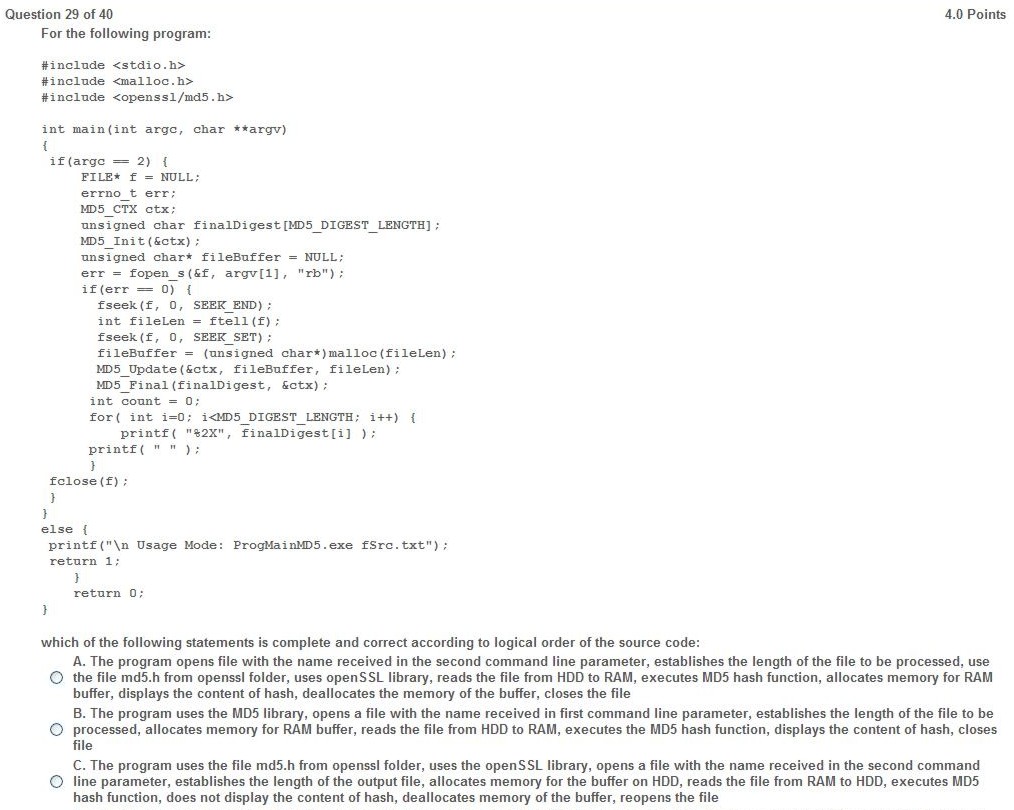 Question 29 of 40 4.0 Points
For the following program:
#include <stdio.h>
#include <malloc.h>
#include <openssl/md5.h>
int main(int argc, char **argv)
{
if(argc == 2) {
FILE* f = NULL;
errno_t err;
MD5_CTX ctx;
unsigned char finalDigest[MD5_DIGEST_LENGTH];
MD5_Init(&ctx);
unsigned char* fileBuffer = NULL;
err = fopen_s(&f, argv[1], "rb");
if(err == 0) {
fseek(f, 0, SEEK_END);
int fileLen = ftell(f);
fseek(f, 0, SEEK_SET);
fileBuffer = (unsigned char*)malloc(fileLen);
MD5_Update(&ctx, fileBuffer, fileLen);
MD5_Final(finalDigest, &ctx);
int count = 0;
for( int i=0; i<MD5_DIGEST_LENGTH; i++) {
printf( "%2X", finalDigest[i] );
printf( " " );
}
fclose(f);
}
}
else {
printf("\n Usage Mode: ProgMainMD5.exe fSrc.txt");
return 1;
}
return 0;
}
which of the following statements is complete and correct according to logical order of the source code:
A. The program opens file with the name received in the second command line parameter, establishes the length of the file to be processed, use
the file md5.h from openssl folder, uses openSSL library, reads the file from HDD to RAM, executes MD5 hash function, allocates memory for RAM
buffer, displays the content of hash, deallocates the memory of the buffer, closes the file
B. The program uses the MD5 library, opens a file with the name received in first command line parameter, establishes the length of the file to be
processed, allocates memory for RAM buffer, reads the file from HDD to RAM, executes the MD5 hash function, displays the content of hash, closes
file
C. The program uses the file md5.h from openssl folder, uses the openSSL library, opens a file with the name received in the second command
line parameter, establishes the length of the output file, allocates memory for the buffer on HDD, reads the file from RAM to HDD, executes MD5
hash function, does not display the content of hash, deallocates memory of the buffer, reopens the file